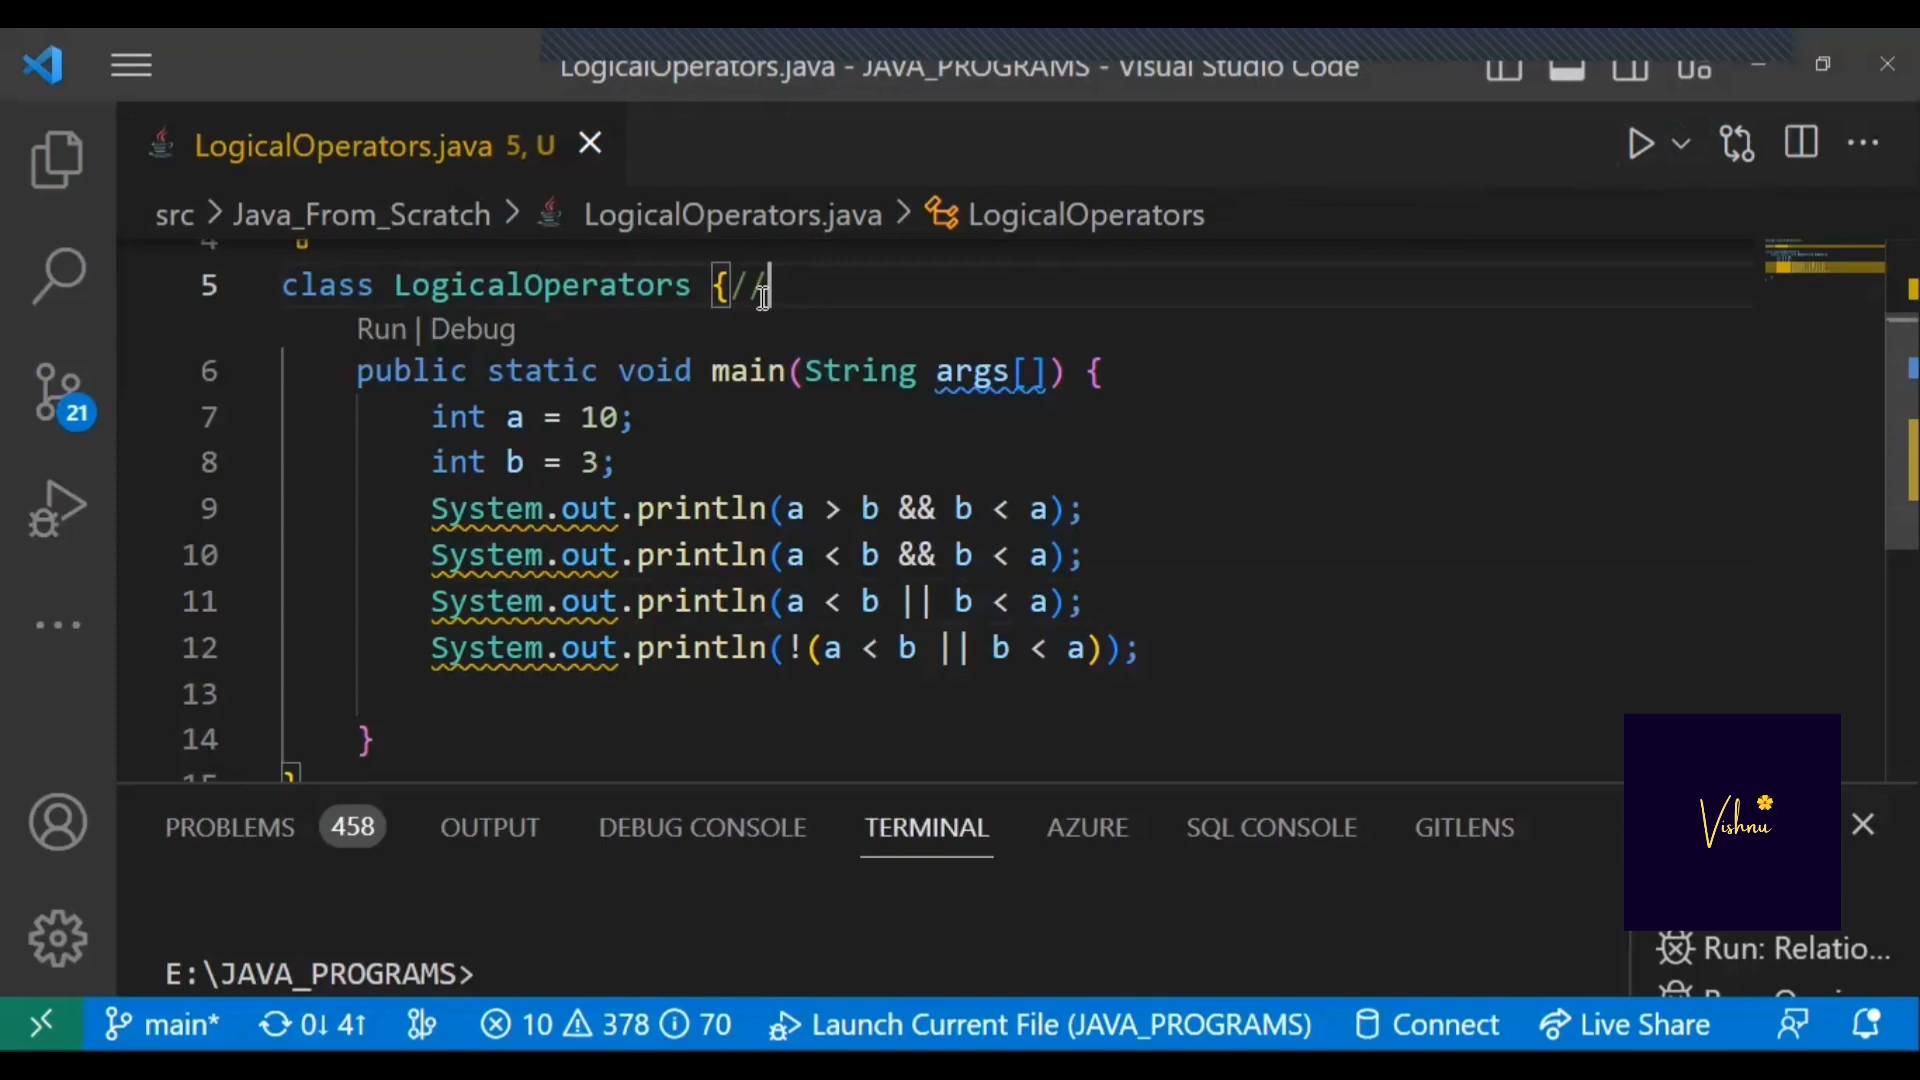 LogicalOperators.java - JAVA_PROGRAMS - Visual Studio Code
LogicalOperators.java 5, U
src > Java_From_Scratch > LogicalOperators.java > LogicalOperators
4
5 class LogicalOperators {//
Run | Debug
6 public static void main(String args[]) {
7 int a = 10;
8 int b = 3;
9 System.out.println(a > b && b < a);
10 System.out.println(a < b && b < a);
11 System.out.println(a < b || b < a);
12 System.out.println(!(a < b || b < a));
13
14 }
15 }
21
PROBLEMS 458 OUTPUT DEBUG CONSOLE TERMINAL AZURE SQL CONSOLE GITLENS
Vishnu
E:\JAVA_PROGRAMS>
Run: Relatio...
main* 0↓ 4↑ 10 378 70 Launch Current File (JAVA_PROGRAMS) Connect Live Share